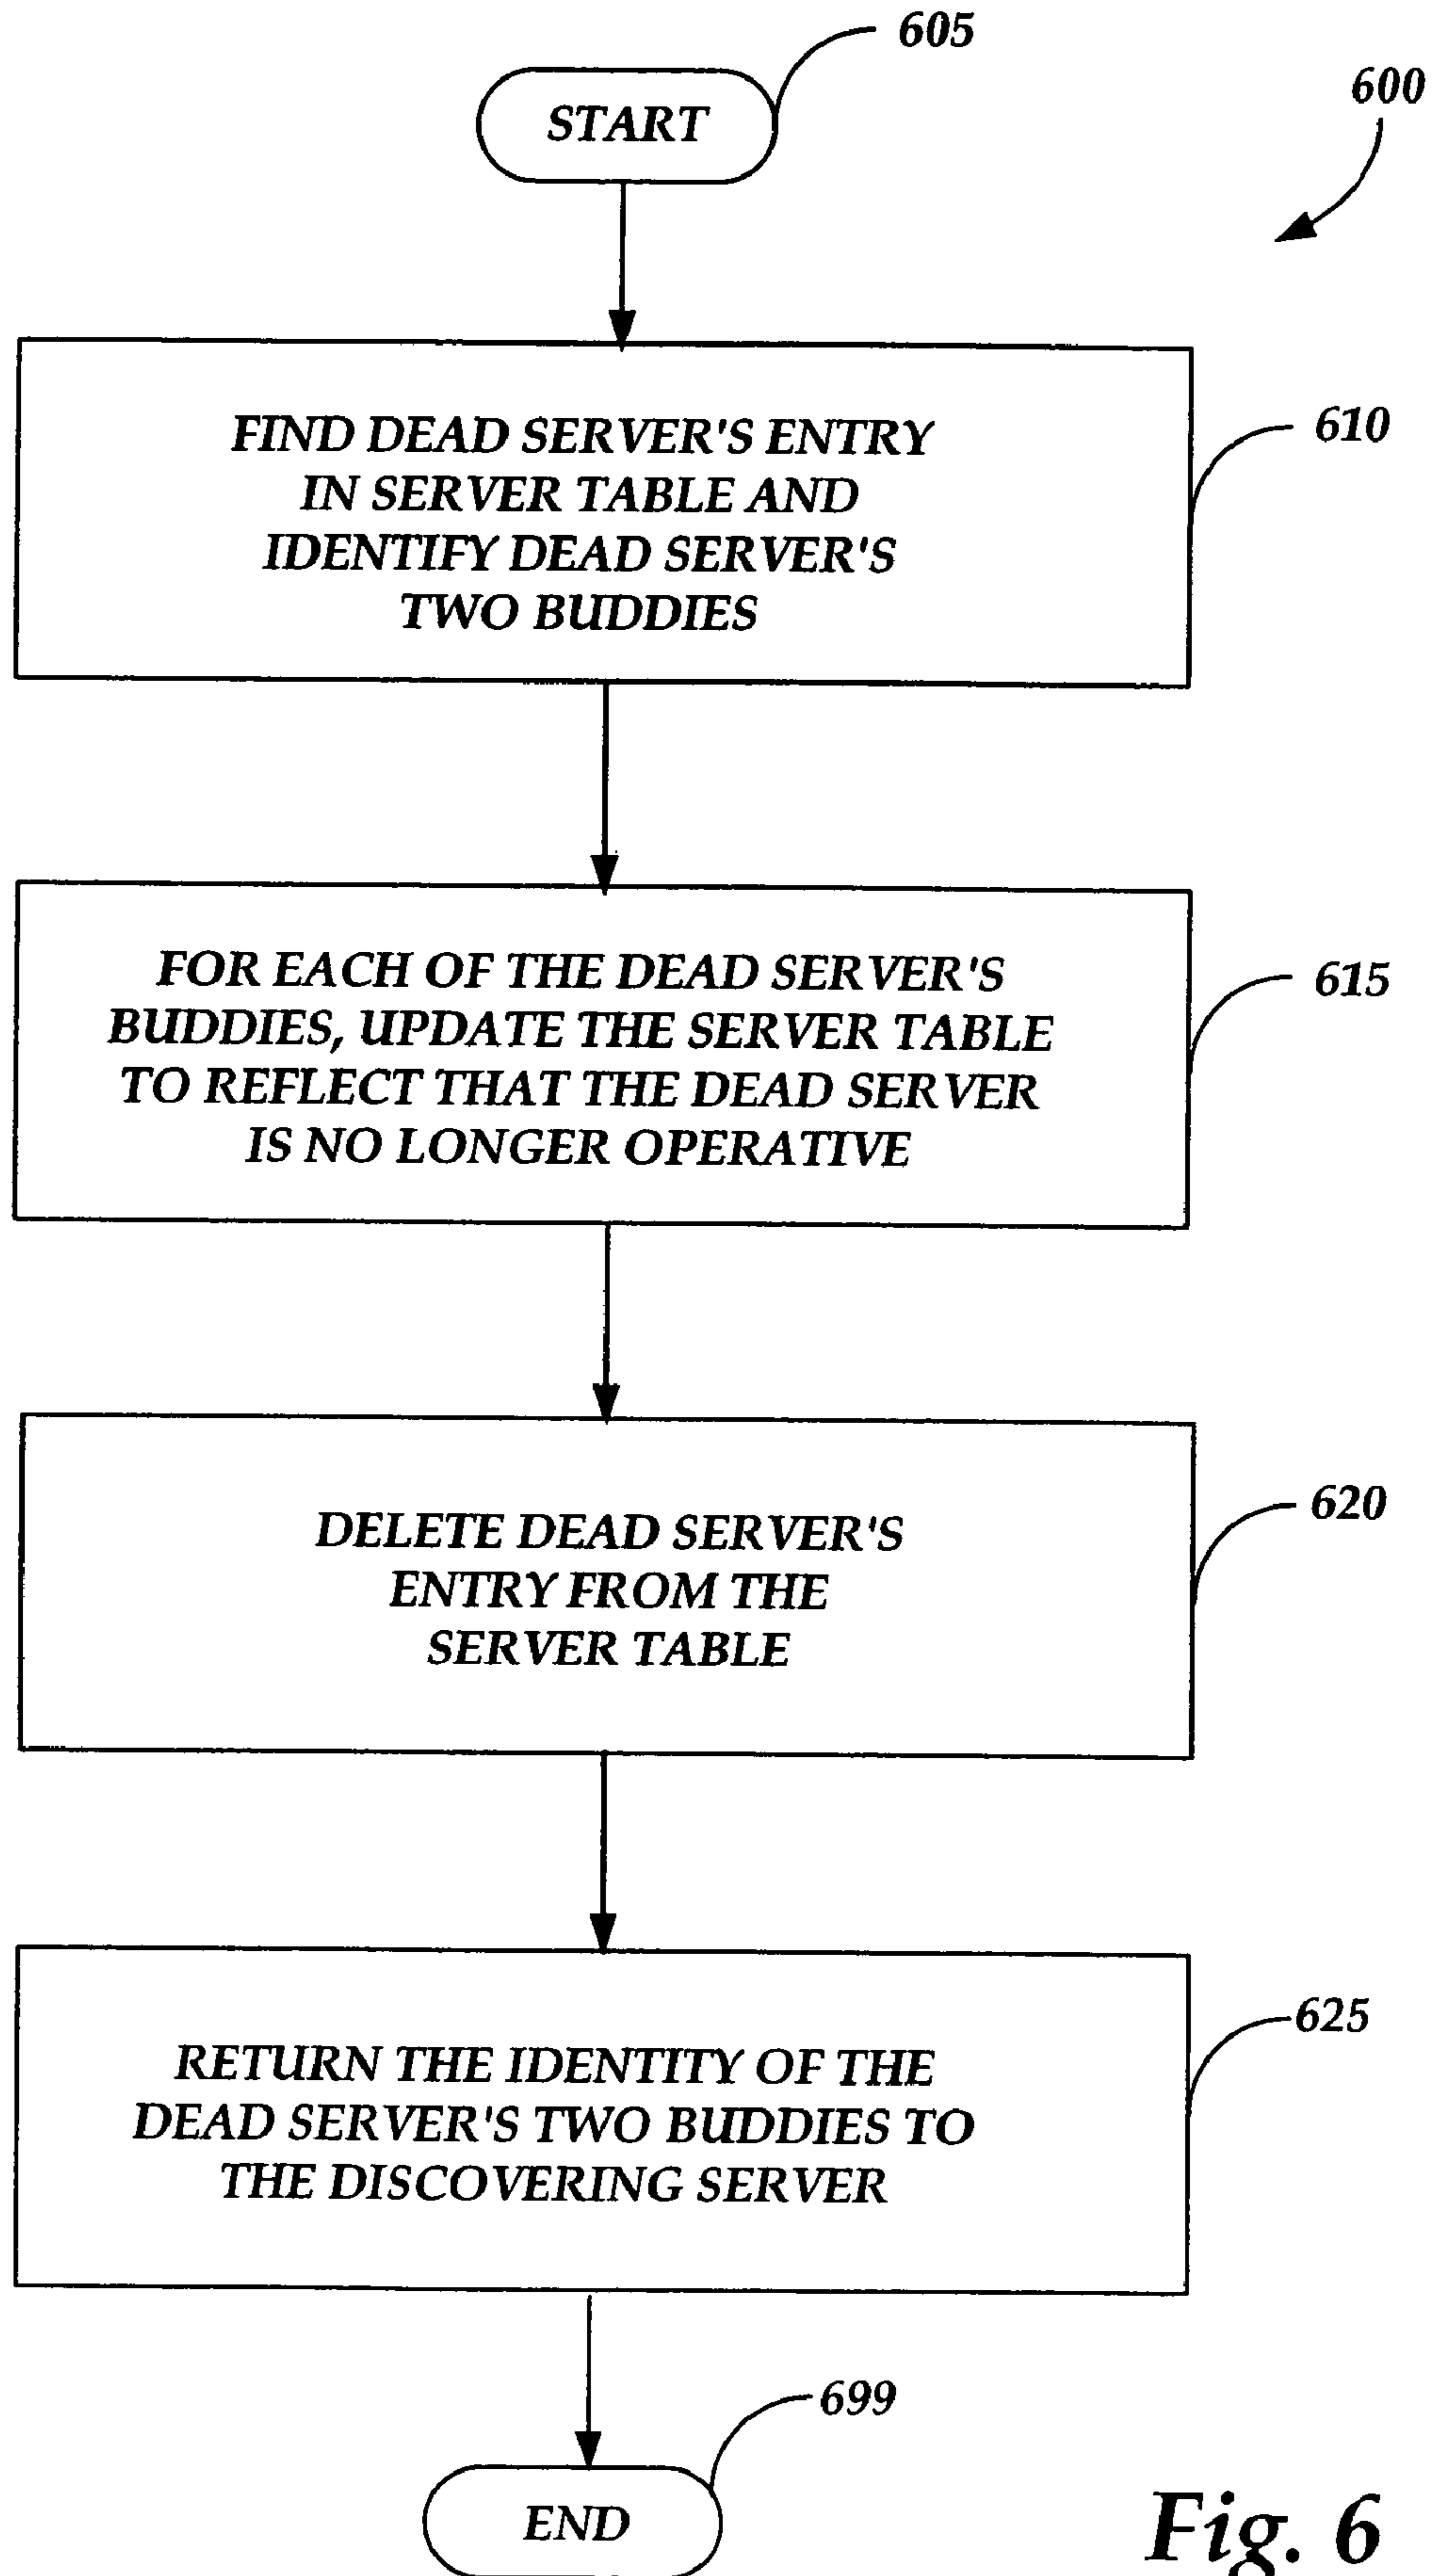 605
600
START
FIND DEAD SERVER'S ENTRY
IN SERVER TABLE AND
IDENTIFY DEAD SERVER'S
TWO BUDDIES
610
FOR EACH OF THE DEAD SERVER'S
BUDDIES, UPDATE THE SERVER TABLE
TO REFLECT THAT THE DEAD SERVER
IS NO LONGER OPERATIVE
615
DELETE DEAD SERVER'S
ENTRY FROM THE
SERVER TABLE
620
RETURN THE IDENTITY OF THE
DEAD SERVER'S TWO BUDDIES TO
THE DISCOVERING SERVER
625
699
END
Fig. 6